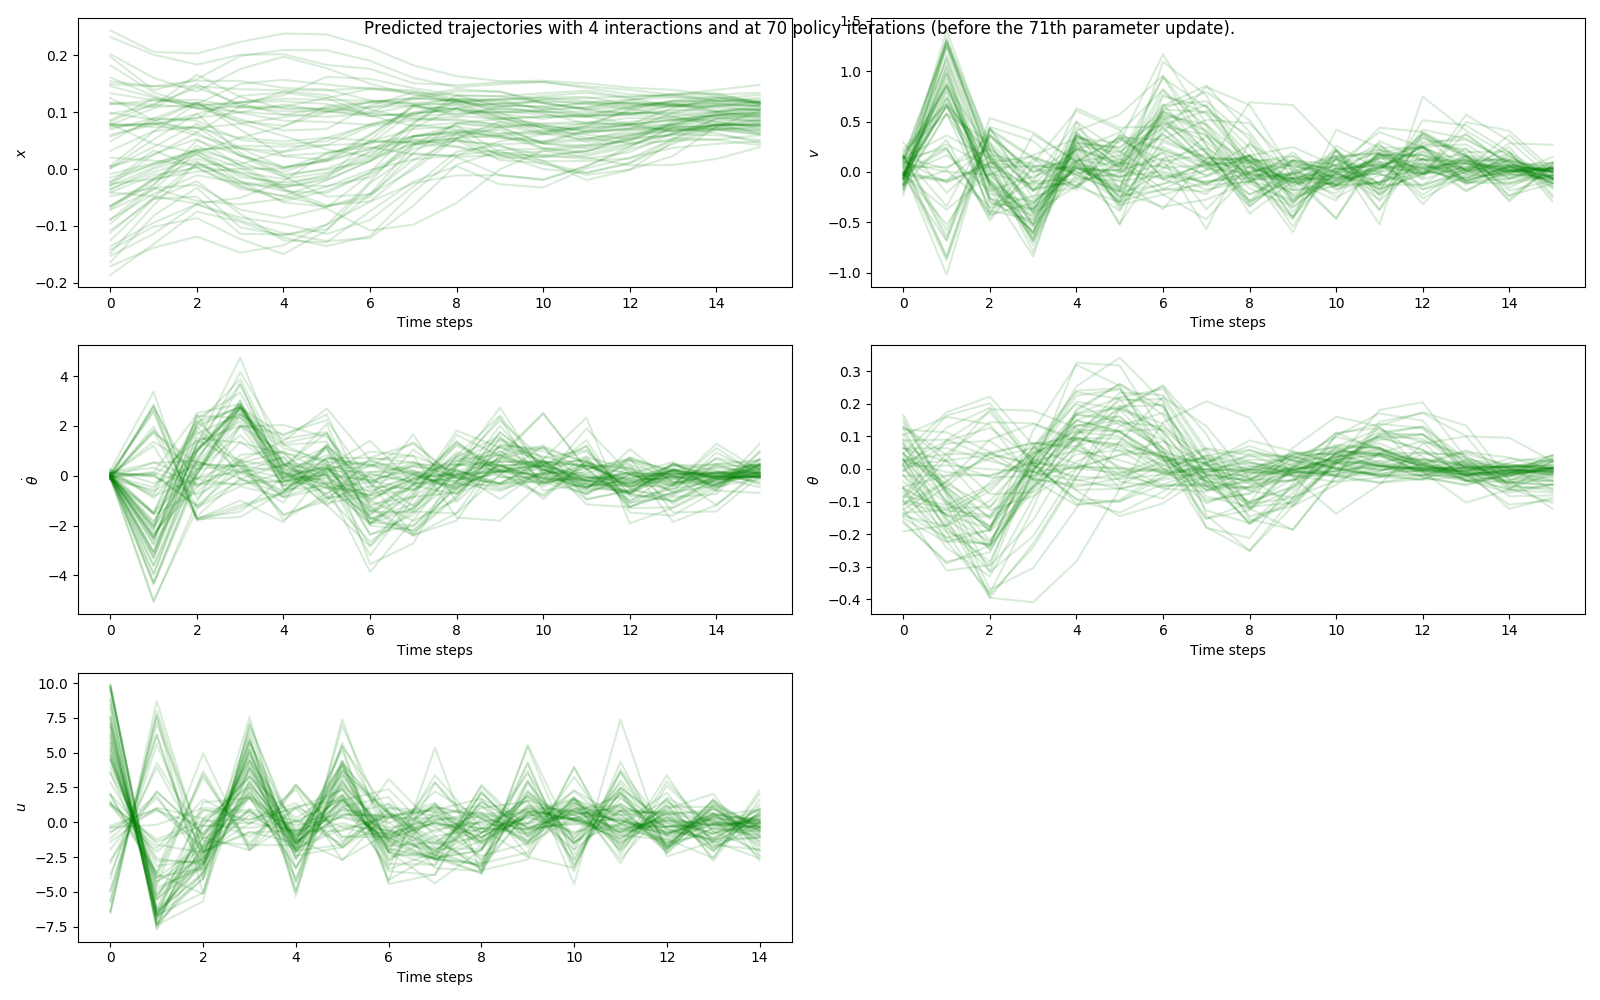 Predicted trajectories with 4 interactions and at 70 policy iterations (before the 71th parameter update).
0.2
0.1
0.0
−0.1
−0.2
x
0 2 4 6 8 10 12 14
Time steps
1.5
1.0
0.5
0.0
−0.5
−1.0
v
0 2 4 6 8 10 12 14
Time steps
4
2
0
−2
−4
θ̇
0 2 4 6 8 10 12 14
Time steps
0.3
0.2
0.1
0.0
−0.1
−0.2
−0.3
−0.4
θ
0 2 4 6 8 10 12 14
Time steps
10.0
7.5
5.0
2.5
0.0
−2.5
−5.0
−7.5
u
0 2 4 6 8 10 12 14
Time steps